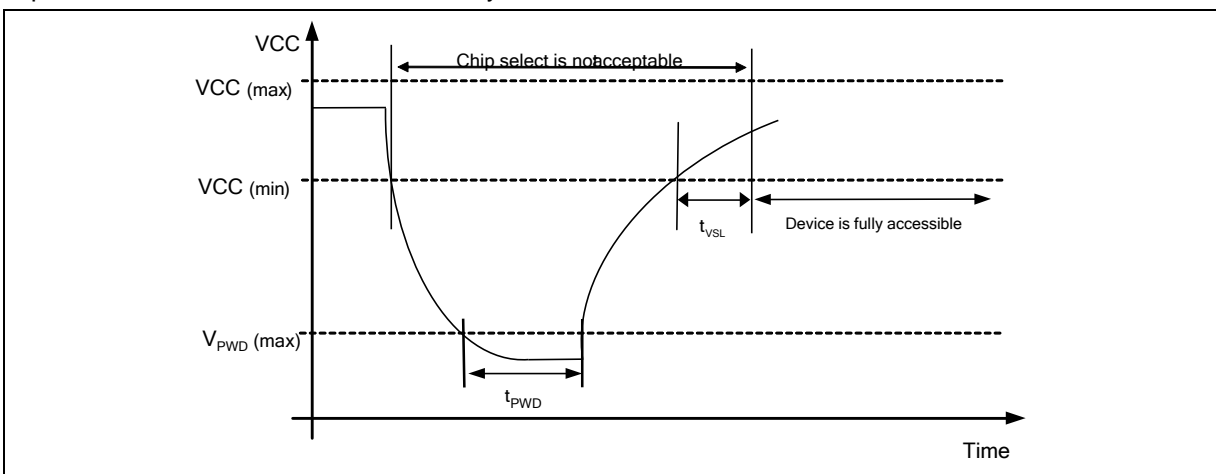 VCC
Chip select is not acceptable
VCC (max)
VCC (min)
tVSL
Device is fully accessible
VPWD (max)
tPWD
Time